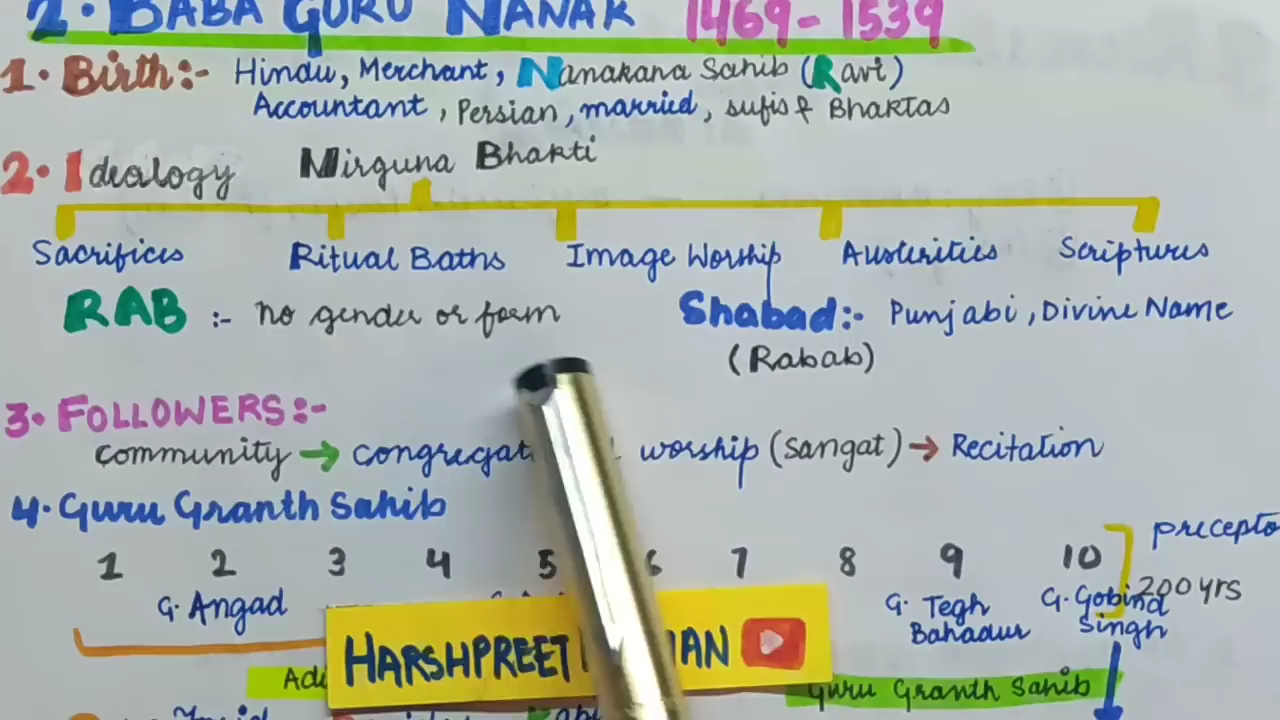 2. BABA GURU NANAK 1469-1539
1. Birth:- Hindu, Merchant, Nanakana Sahib (Ravi)
Accountant, Persian, married, sufis & Bhaktas
2. Idealogy Nirguna Bhakti
Sacrifices Ritual Baths Image Worship Austerities Scriptures
RAB :- no gender or form Shabad:- Punjabi, Divine Name
(Rabab)
3. FOLLOWERS:-
community → congregat worship (sangat) → Recitation
4. Guru Granth Sahib
1 2 3 4 5 6 7 8 9 10 precepto
200 yrs
G. Angad G. Tegh Bahadur G. Gobind Singh
HARSHPREET
Guru Granth Sahib